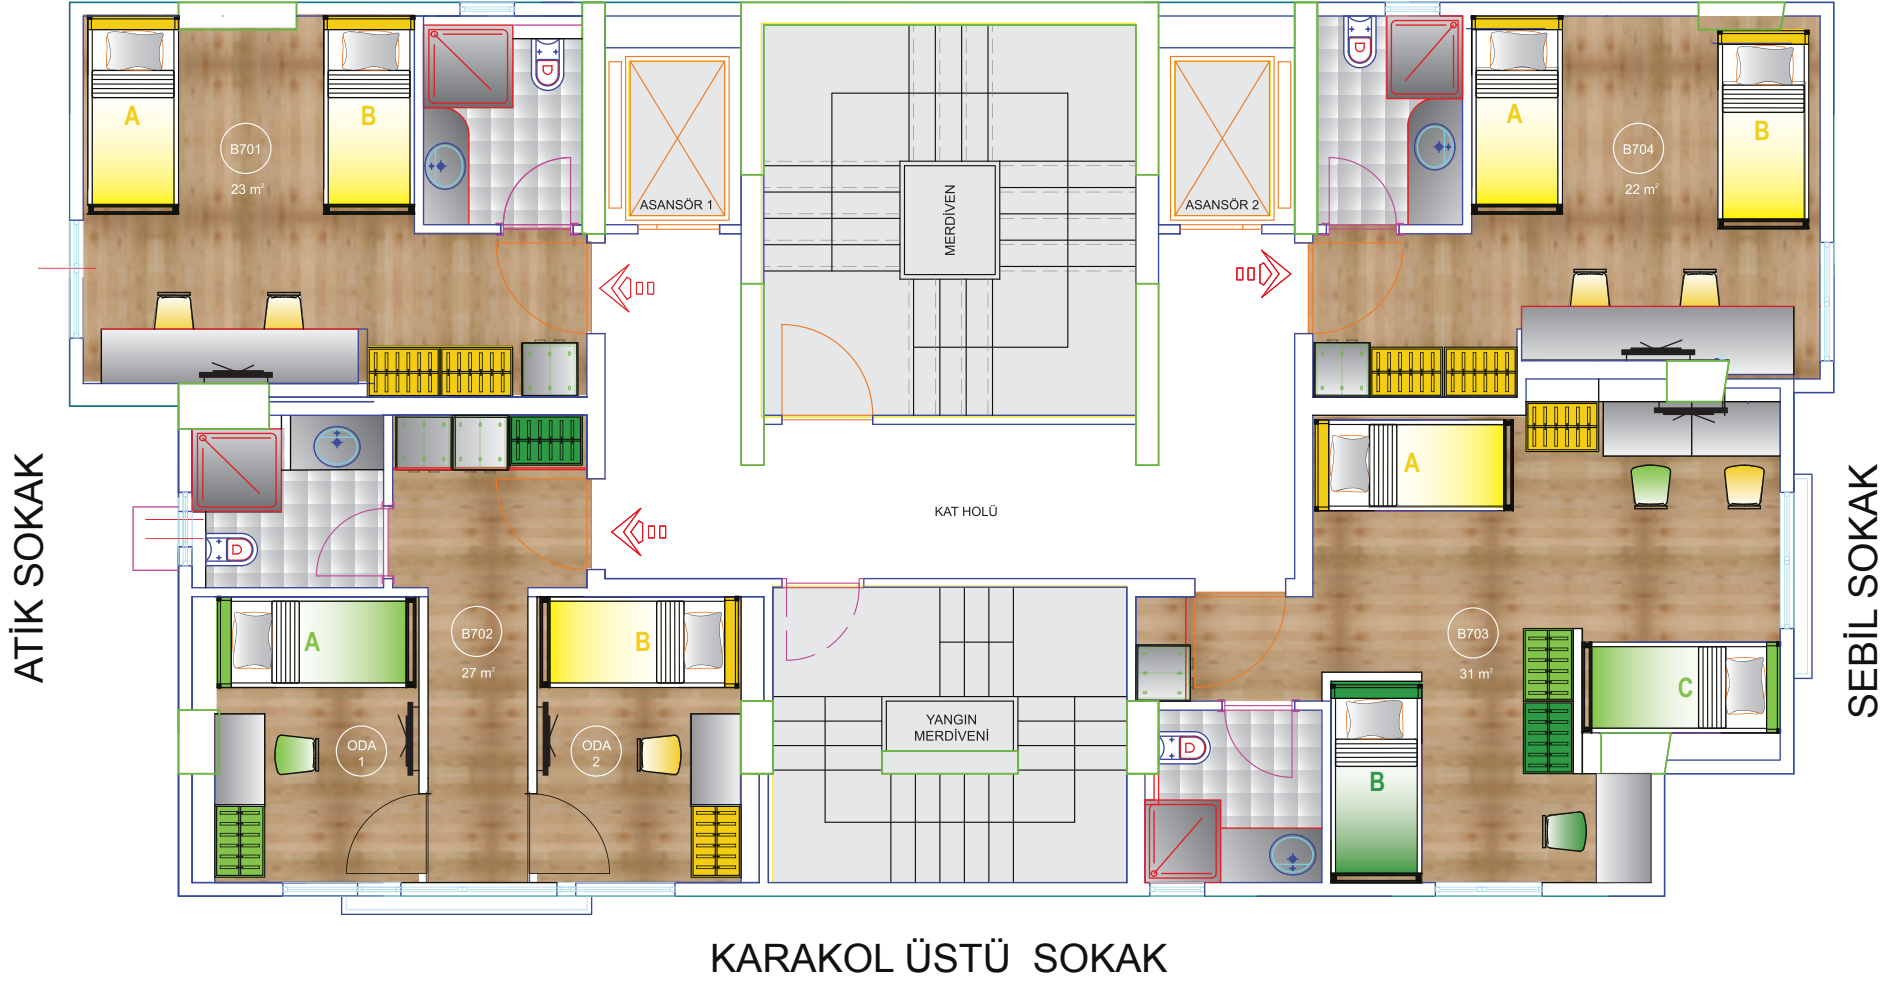 A
B
B701
23 m²
D
ASANSÖR 1
MERDİVEN
ASANSÖR 2
D
A
B
B704
22 m²
D
KAT HOLÜ
A
A
B702
27 m²
B
ODA
1
ODA
2
YANGIN
MERDİVENİ
D
B703
31 m²
B
C
ATİK SOKAK
SEBİL SOKAK
KARAKOL ÜSTÜ SOKAK